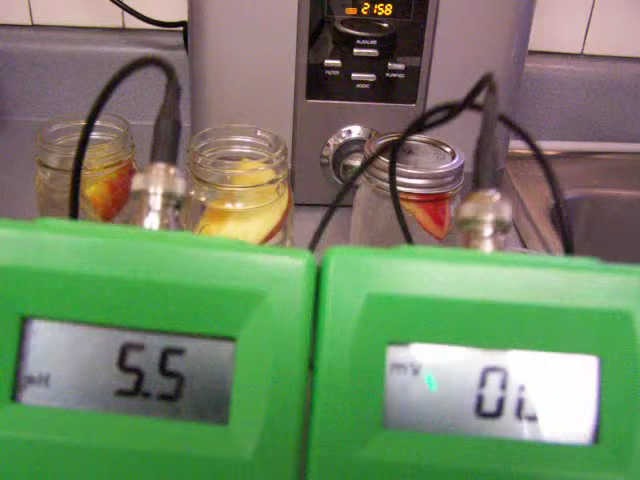 2158
ALKALINE
FILTER
PURIFIED
ACIDIC
pH 5.5
mV